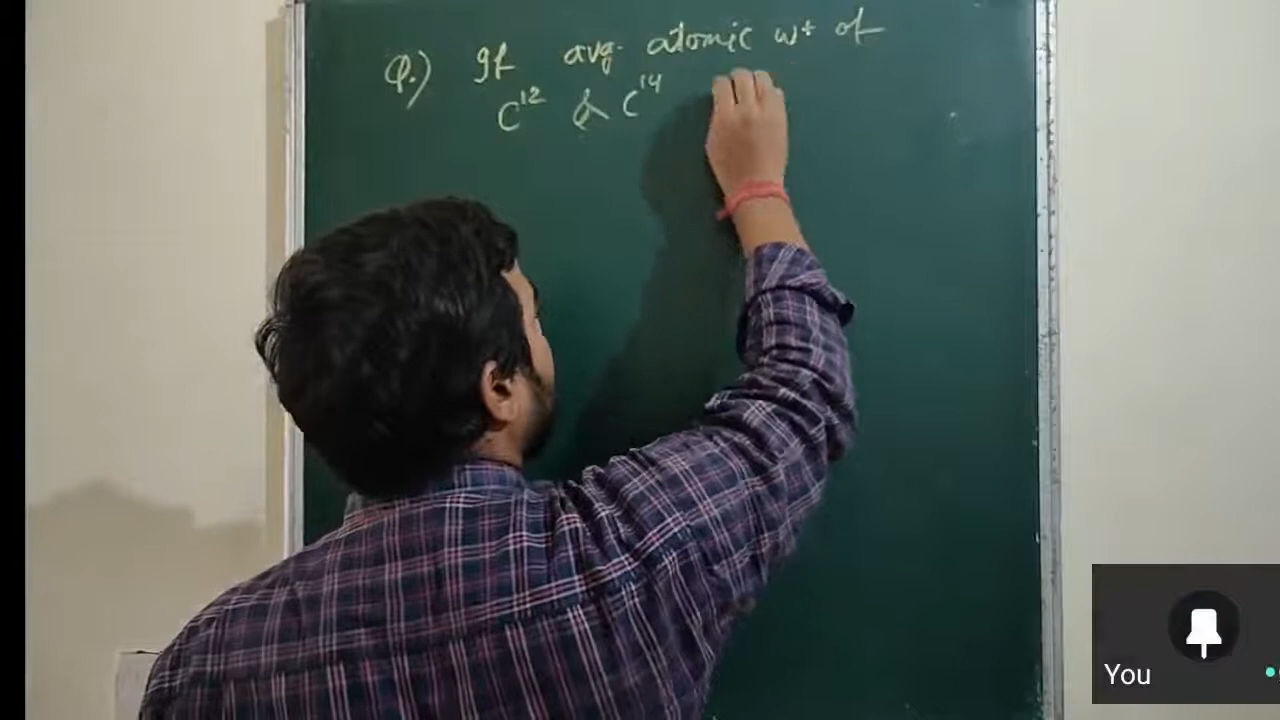 Q.) If avg. atomic wt of
C¹² & C¹⁴
You